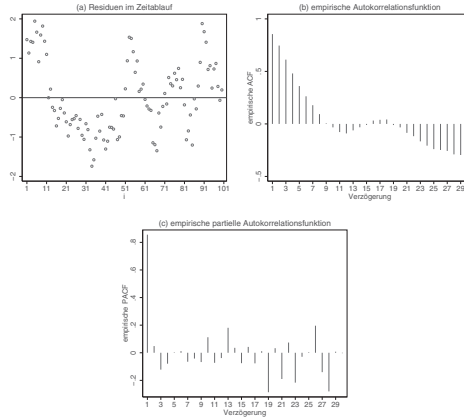 (a) Residuen im Zeitablauf
2
1
0
-1
-2
1 11 21 31 41 51 61 71 81 91 101
i
(b) empirische Autokorrelationsfunktion
empirische ACF
1
.5
0
-.5
1 3 5 7 9 11 13 15 17 19 21 23 25 27 29
Verzögerung
(c) empirische partielle Autokorrelationsfunktion
empirische PACF
.8
.6
.4
.2
0
-.2
1 3 5 7 9 11 13 15 17 19 21 23 25 27 29
Verzögerung